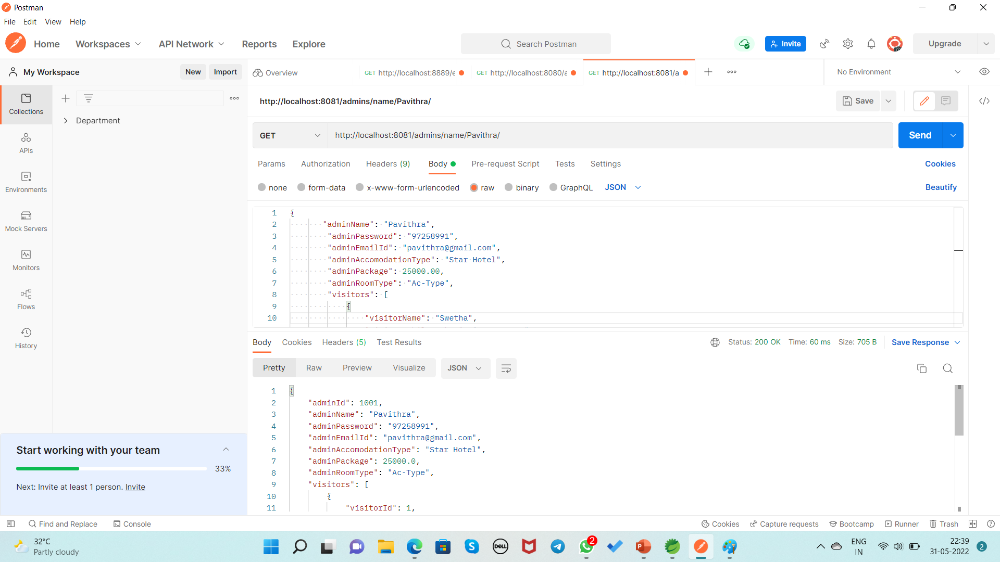 Postman
File Edit View Help
Home Workspaces API Network Reports Explore Search Postman Invite Upgrade
My Workspace New Import Overview GET http://localhost:8889/e GET http://localhost:8080/a GET http://localhost:8081/a No Environment
Collections
APIs
Environments
Mock Servers
Monitors
Flows
History
Department
http://localhost:8081/admins/name/Pavithra/ Save
GET http://localhost:8081/admins/name/Pavithra/ Send
Params Authorization Headers (9) Body Pre-request Script Tests Settings Cookies
none form-data x-www-form-urlencoded raw binary GraphQL JSON Beautify
1 {
2 "adminName": "Pavithra",
3 "adminPassword": "97258991",
4 "adminEmailId": "pavithra@gmail.com",
5 "adminAccomodationType": "Star Hotel",
6 "adminPackage": 25000.00,
7 "adminRoomType": "Ac-Type",
8 "visitors": [
9 {
10 "visitorName": "Swetha",
Body Cookies Headers (5) Test Results Status: 200 OK Time: 60 ms Size: 705 B Save Response
Pretty Raw Preview Visualize JSON
1 {
2 "adminId": 1001,
3 "adminName": "Pavithra",
4 "adminPassword": "97258991",
5 "adminEmailId": "pavithra@gmail.com",
6 "adminAccomodationType": "Star Hotel",
7 "adminPackage": 25000.0,
8 "adminRoomType": "Ac-Type",
9 "visitors": [
10 {
11 "visitorId": 1,
Start working with your team
33%
Next: Invite at least 1 person. Invite
Find and Replace Console Cookies Capture requests Bootcamp Runner Trash
32°C
Partly cloudy
DELL
2
ENG
IN
22:39
31-05-2022
2